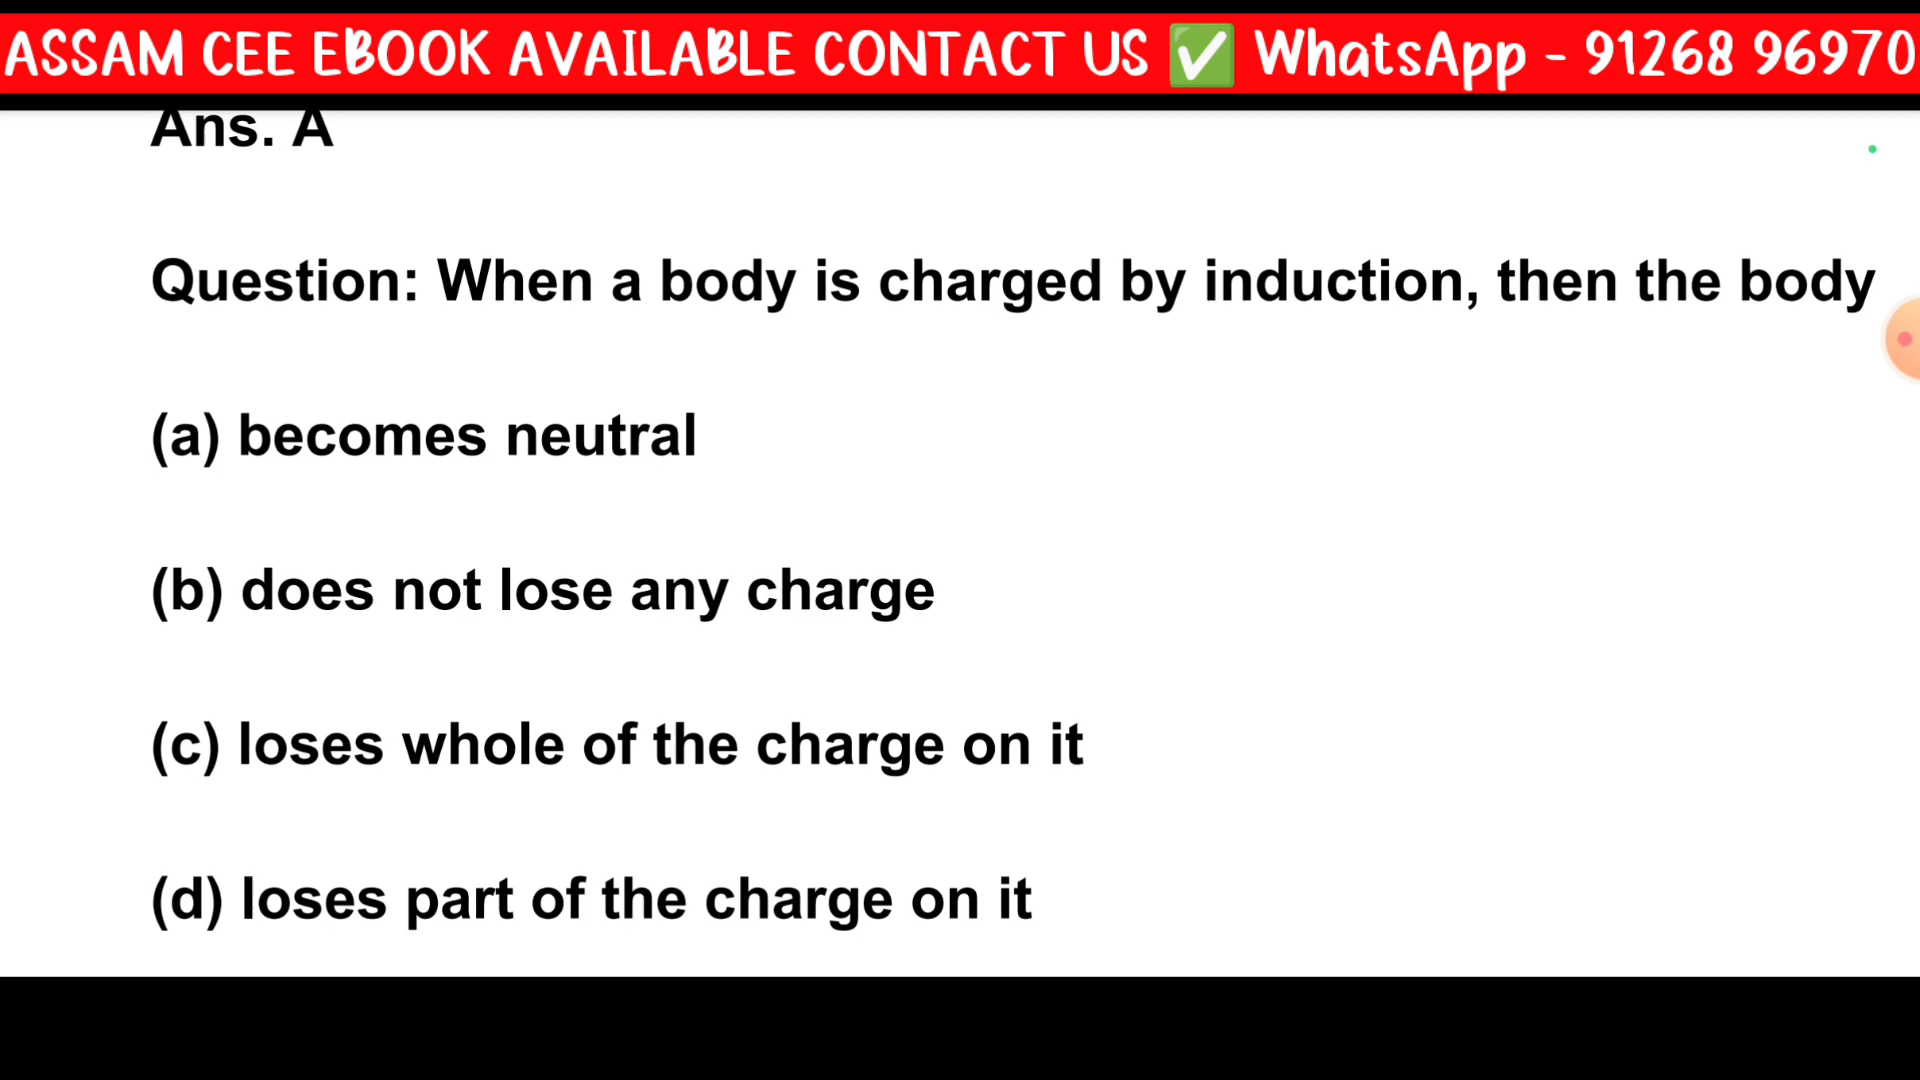 ASSAM CEE EBOOK AVAILABLE CONTACT US ✅ WhatsApp - 91268 96970
Ans. A
Question: When a body is charged by induction, then the body
(a) becomes neutral
(b) does not lose any charge
(c) loses whole of the charge on it
(d) loses part of the charge on it